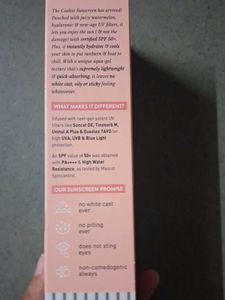 The Coolest Sunscreen has arrived!
Punched with juicy watermelon,
hyaluronic & new-age UV filters, it
lets you enjoy the sun ( & not the
damage) with certified SPF 50+.
Plus, it instantly hydrates & cools
your skin to put sunburn & heat to
chill. With a unique aqua-gel
texture that's supremely lightweight
& quick-absorbing, it leaves no
white cast, oily or sticky feeling
whatsoever.
WHAT MAKES IT DIFFERENT?
Infused with next-gen potent UV
filters like Suncat DE, Tinosorb M,
Uvinul A Plus & Eusolex T-AVO for
high UVA, UVB & Blue Light
protection.
An SPF value of 50+ was obtained
with PA++++ & High Water
Resistance, as tested by Mascot
Spincontrol.
OUR SUNSCREEN PROMISE
no white cast
ever
no pilling
ever
does not sting
eyes
non-comedogenic
always